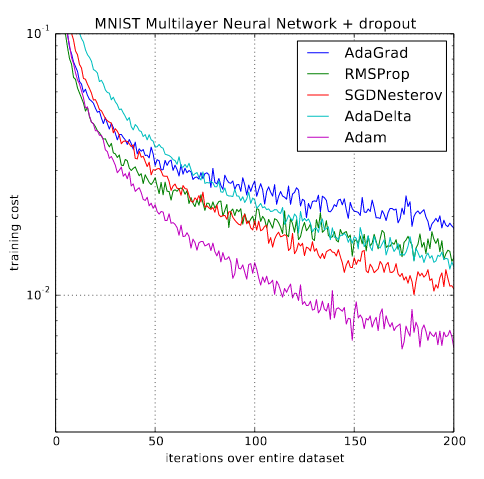 MNIST Multilayer Neural Network + dropout
10^-1
AdaGrad
RMSProp
SGDNesterov
AdaDelta
Adam
training cost
10^-2
0 50 100 150 200
iterations over entire dataset